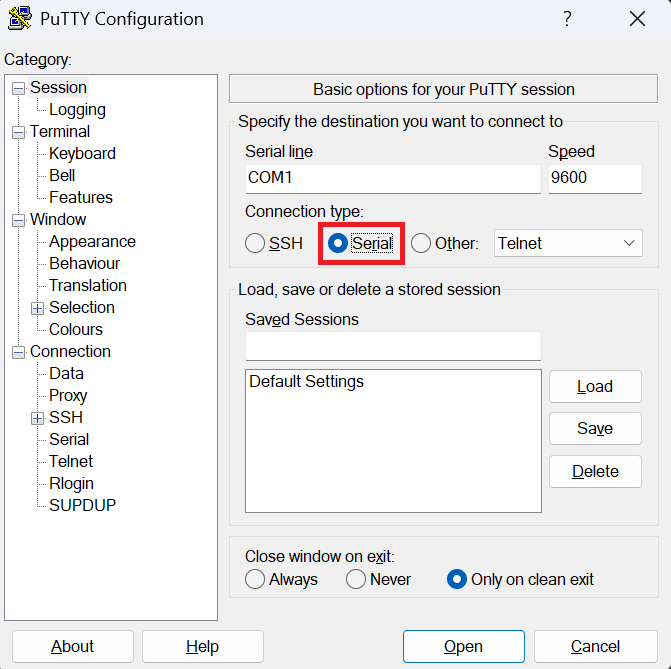 PuTTY Configuration ?
Category:
Session
Logging
Terminal
Keyboard
Bell
Features
Window
Appearance
Behaviour
Translation
Selection
Colours
Connection
Data
Proxy
SSH
Serial
Telnet
Rlogin
SUPDUP
Basic options for your PuTTY session
Specify the destination you want to connect to
Serial line Speed
COM1 9600
Connection type:
SSH Serial Other: Telnet
Load, save or delete a stored session
Saved Sessions
Default Settings
Load
Save
Delete
Close window on exit:
Always Never Only on clean exit
About Help Open Cancel